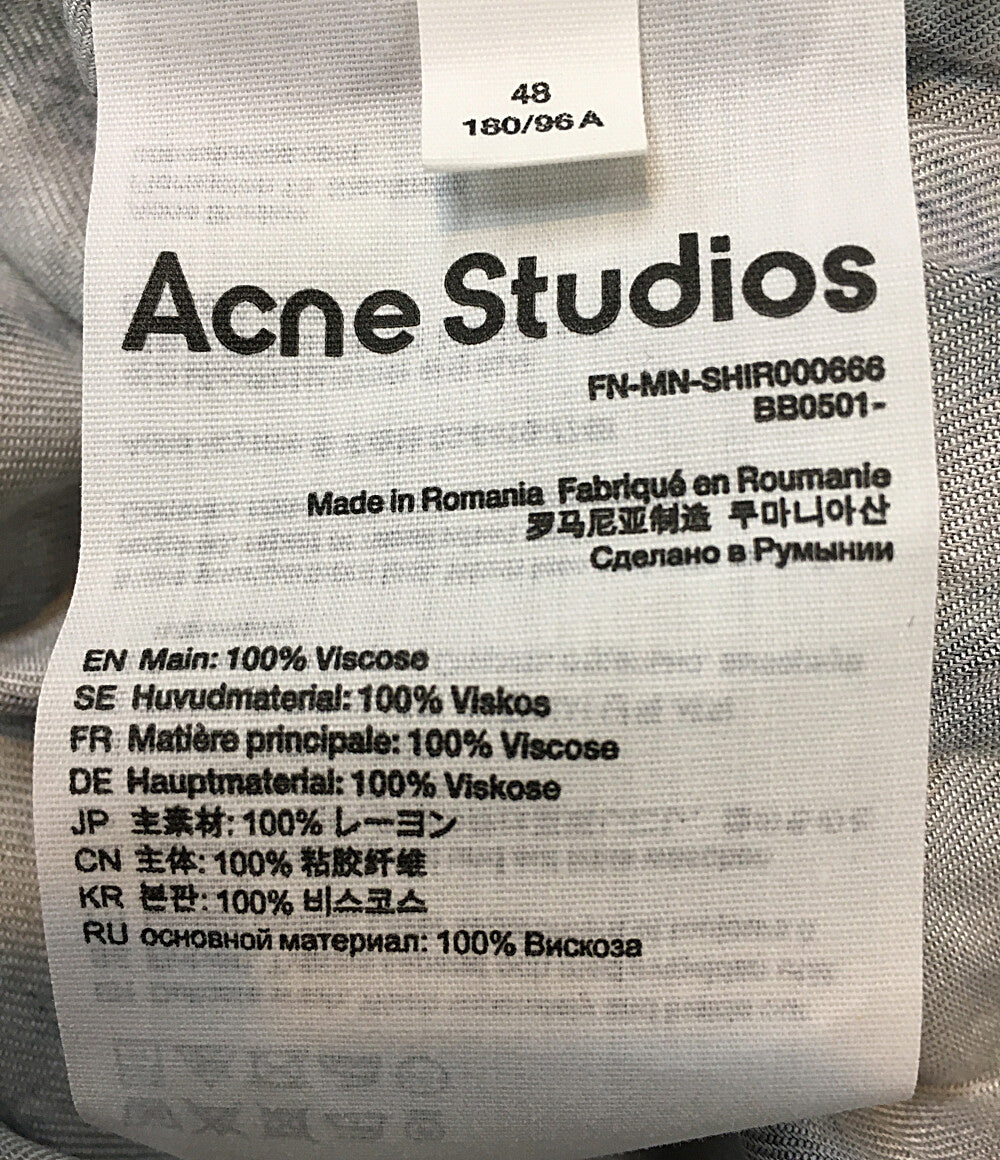 48
180/96 A
Acne Studios
FN-MN-SHIR000666
BB0501-
Made in Romania Fabriqué en Roumanie
罗马尼亚制造 루마니아산
Сделано в Румынии
EN Main: 100% Viscose
SE Huvudmaterial: 100% Viskos
FR Matière principale: 100% Viscose
DE Hauptmaterial: 100% Viskose
JP 主素材: 100% レーヨン
CN 主体: 100% 粘胶纤维
KR 본판: 100% 비스코스
RU основной материал: 100% Вискоза